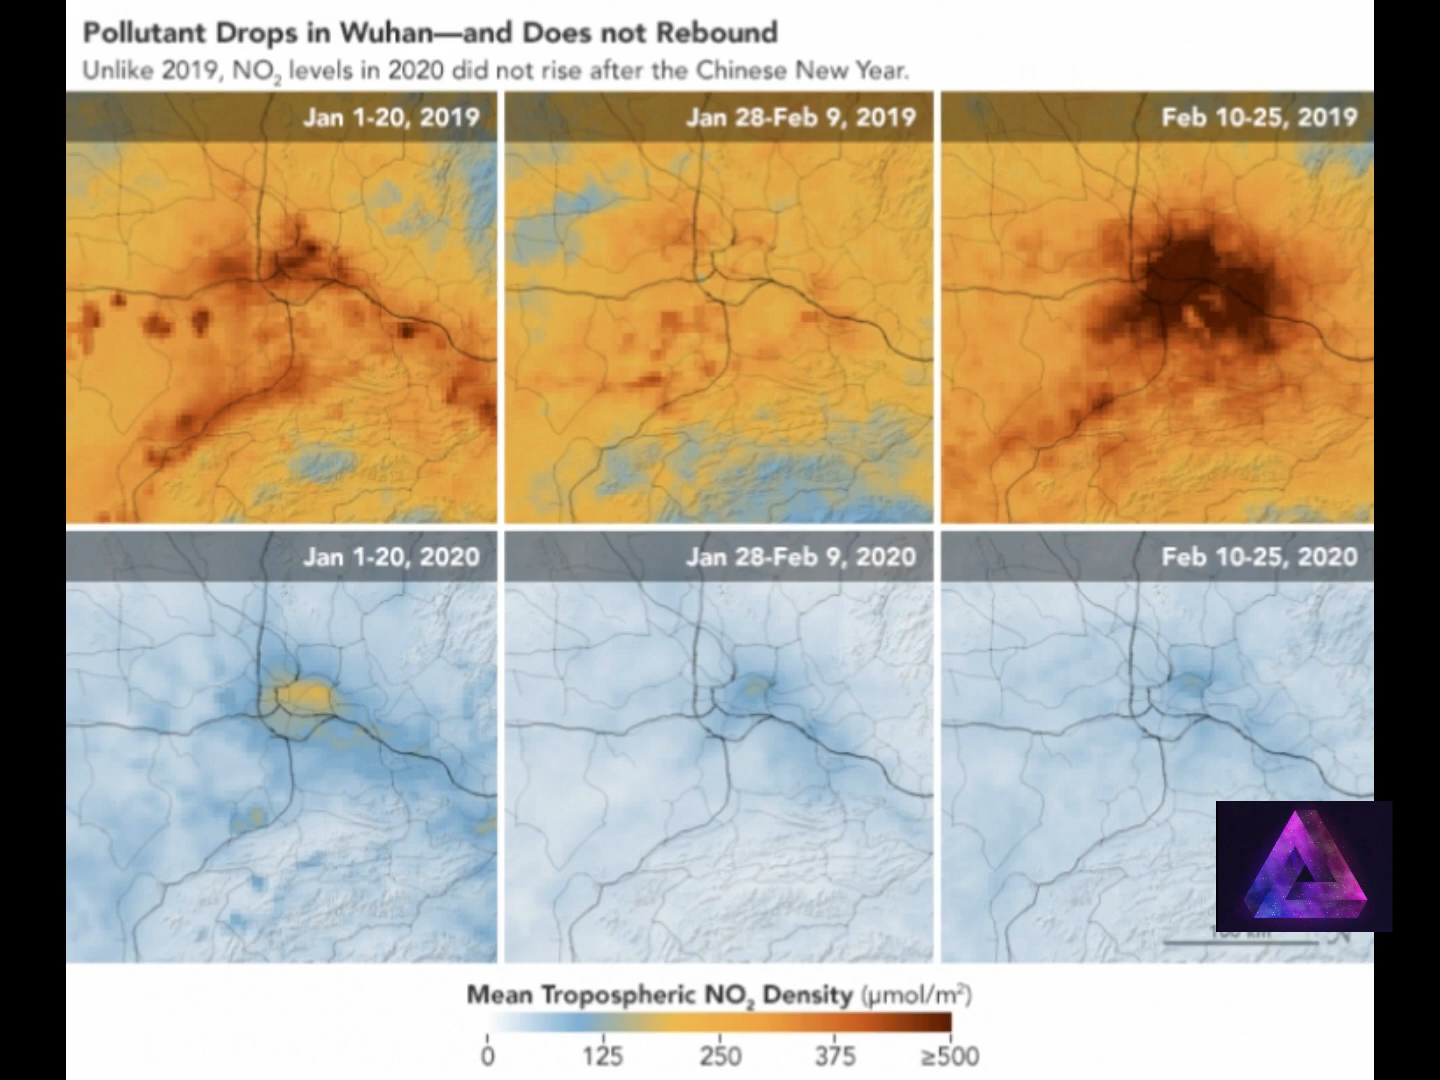 Pollutant Drops in Wuhan—and Does not Rebound
Unlike 2019, NO₂ levels in 2020 did not rise after the Chinese New Year.
Jan 1-20, 2019
Jan 28-Feb 9, 2019
Feb 10-25, 2019
Jan 1-20, 2020
Jan 28-Feb 9, 2020
Feb 10-25, 2020
Mean Tropospheric NO₂ Density (µmol/m²)
0 125 250 375 ≥500